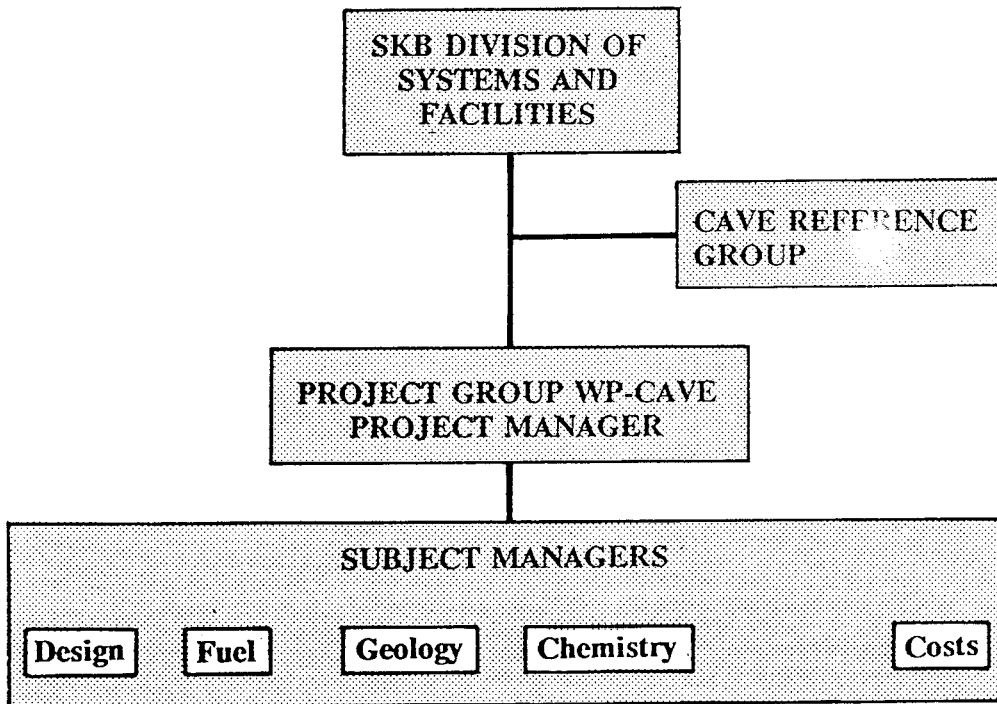 SKB DIVISION OF
SYSTEMS AND
FACILITIES
CAVE REFERENCE
GROUP
PROJECT GROUP WP-CAVE
PROJECT MANAGER
SUBJECT MANAGERS
Design Fuel Geology Chemistry Costs